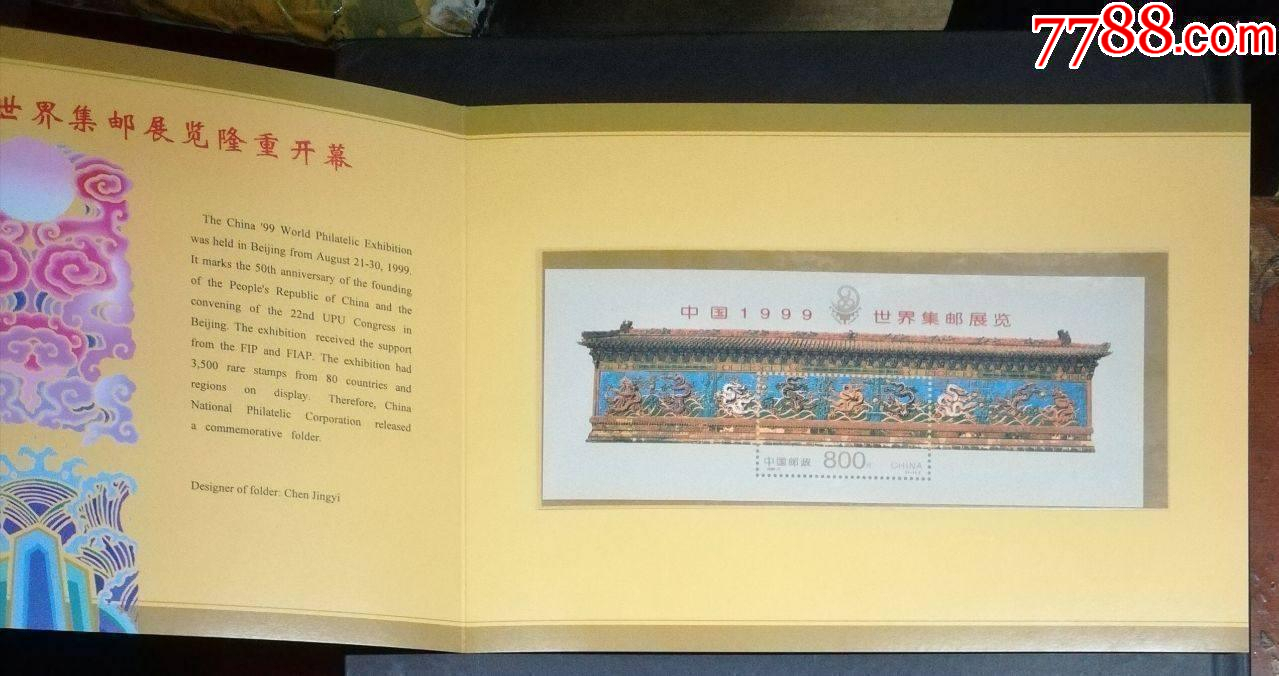 7788.com
世界集邮展览隆重开幕
The China '99 World Philatelic Exhibition
was held in Beijing from August 21-30, 1999.
It marks the 50th anniversary of the founding
of the People's Republic of China and the
convening of the 22nd UPU Congress in
Beijing. The exhibition received the support
from the FIP and FIAP. The exhibition had
3,500 rare stamps from 80 countries and
regions on display. Therefore, China
National Philatelic Corporation released
a commemorative folder.
Designer of folder: Chen Jingyi
中国1999 世界集邮展览
中国邮政 800分 CHINA